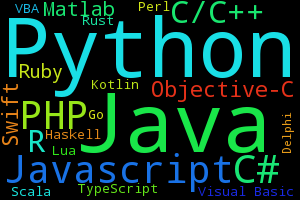 VBA
Matlab
Rust
Perl
C/C++
Python
Ruby
Kotlin
Objective-C
Swift
PHP
Go
Java
R
Haskell
Lua
Delphi
Javascript
C#
Scala
TypeScript
Visual Basic